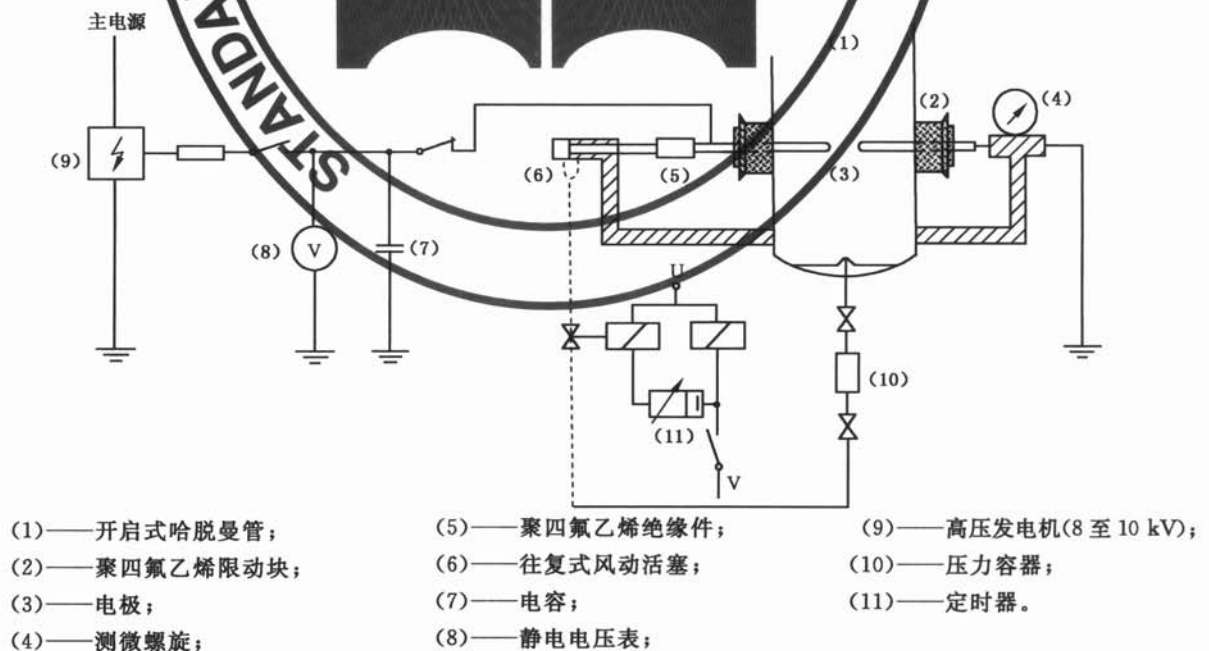 主电源
STANDA
(1)
(2)
(4)
(9)
(6)
(5)
(3)
(8)
V
(7)
U
(10)
(11)
V
(1)——开启式哈脱曼管;
(2)——聚四氟乙烯限动块;
(3)——电极;
(4)——测微螺旋;
(5)——聚四氟乙烯绝缘件;
(6)——往复式风动活塞;
(7)——电容;
(8)——静电电压表;
(9)——高压发电机(8 至 10 kV);
(10)——压力容器;
(11)——定时器。